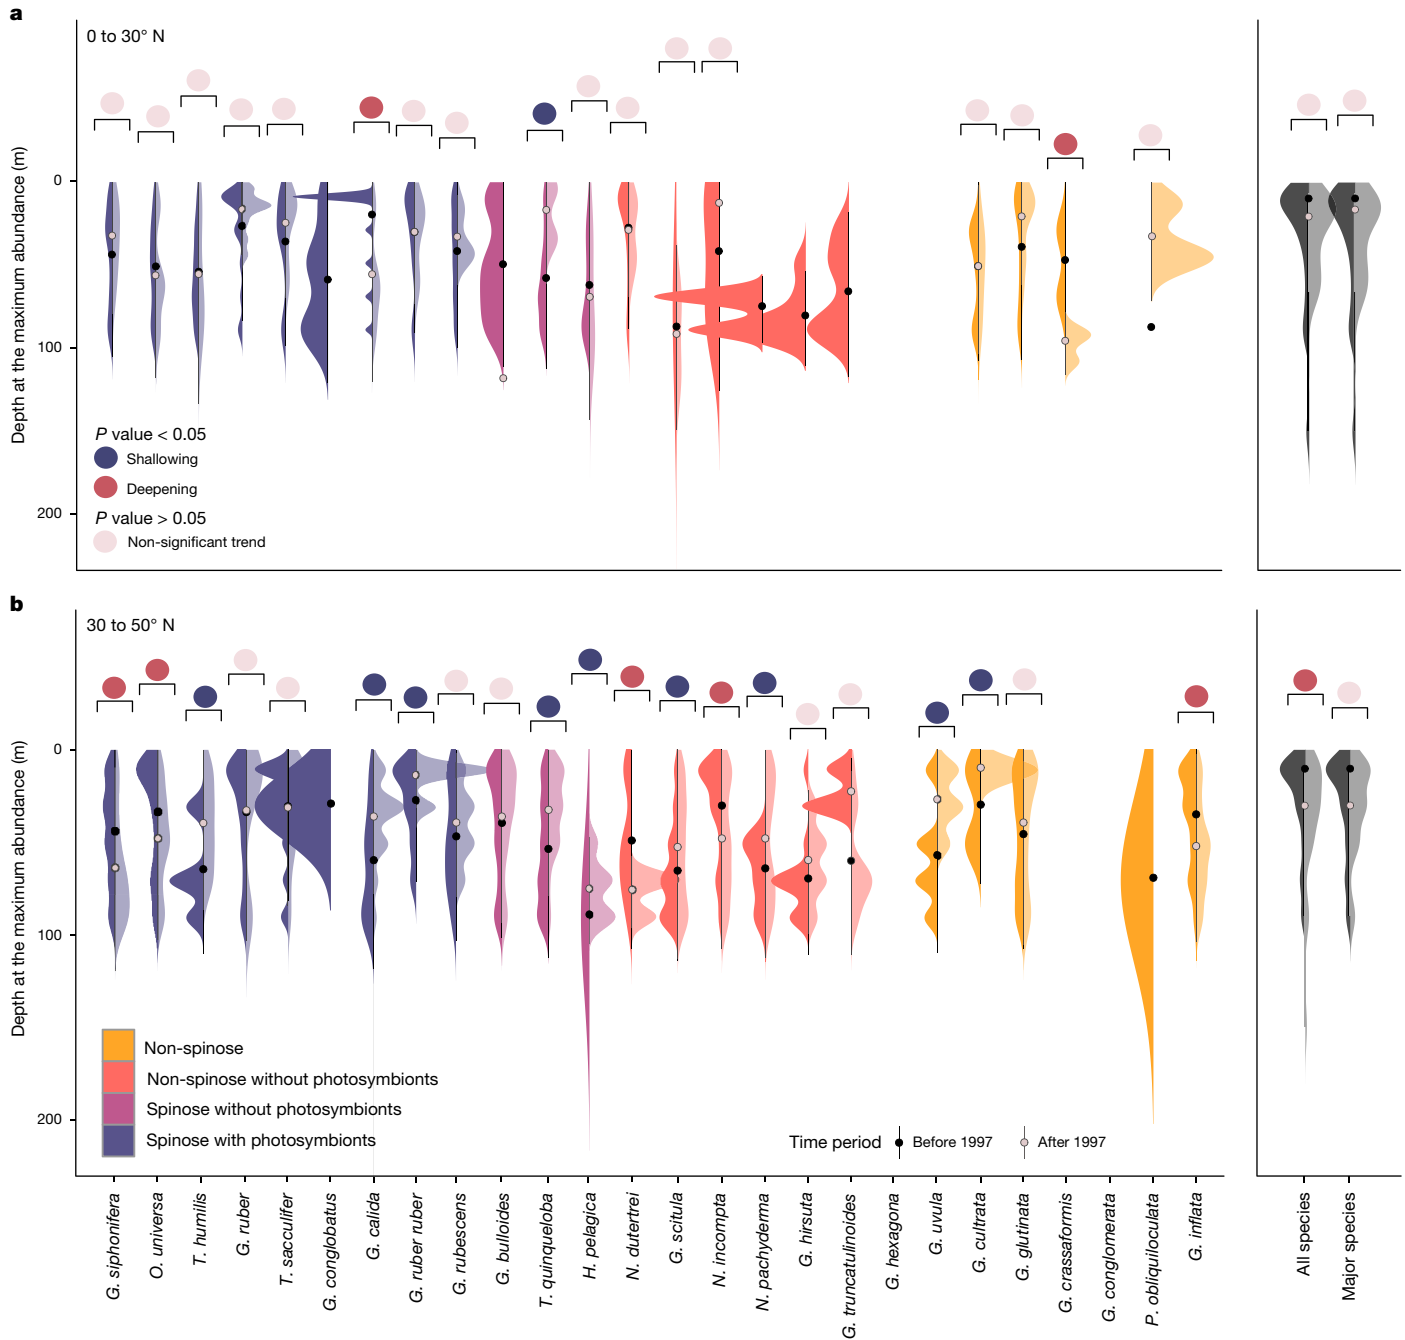 a
0 to 30° N
Depth at the maximum abundance (m)
0
100
200
P value < 0.05
Shallowing
Deepening
P value > 0.05
Non-significant trend
b
30 to 50° N
Depth at the maximum abundance (m)
0
100
200
Non-spinose
Non-spinose without photosymbionts
Spinose without photosymbionts
Spinose with photosymbionts
Time period
Before 1997
After 1997
G. siphonifera
O. universa
T. humilis
G. ruber
T. sacculifer
G. conglobatus
G. calida
G. ruber ruber
G. rubescens
G. bulloides
T. quinqueloba
H. pelagica
N. dutertrei
G. scitula
N. incompta
N. pachyderma
G. hirsuta
G. truncatulinoides
G. hexagona
G. uvula
G. cultrata
G. glutinata
G. crassaformis
G. conglomerata
P. obliquiloculata
G. inflata
All species
Major species